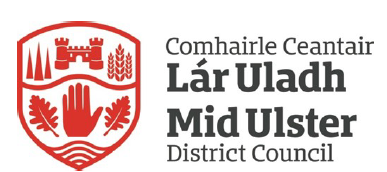 Comhairle Ceantair
Lár Uladh
Mid Ulster
District Council